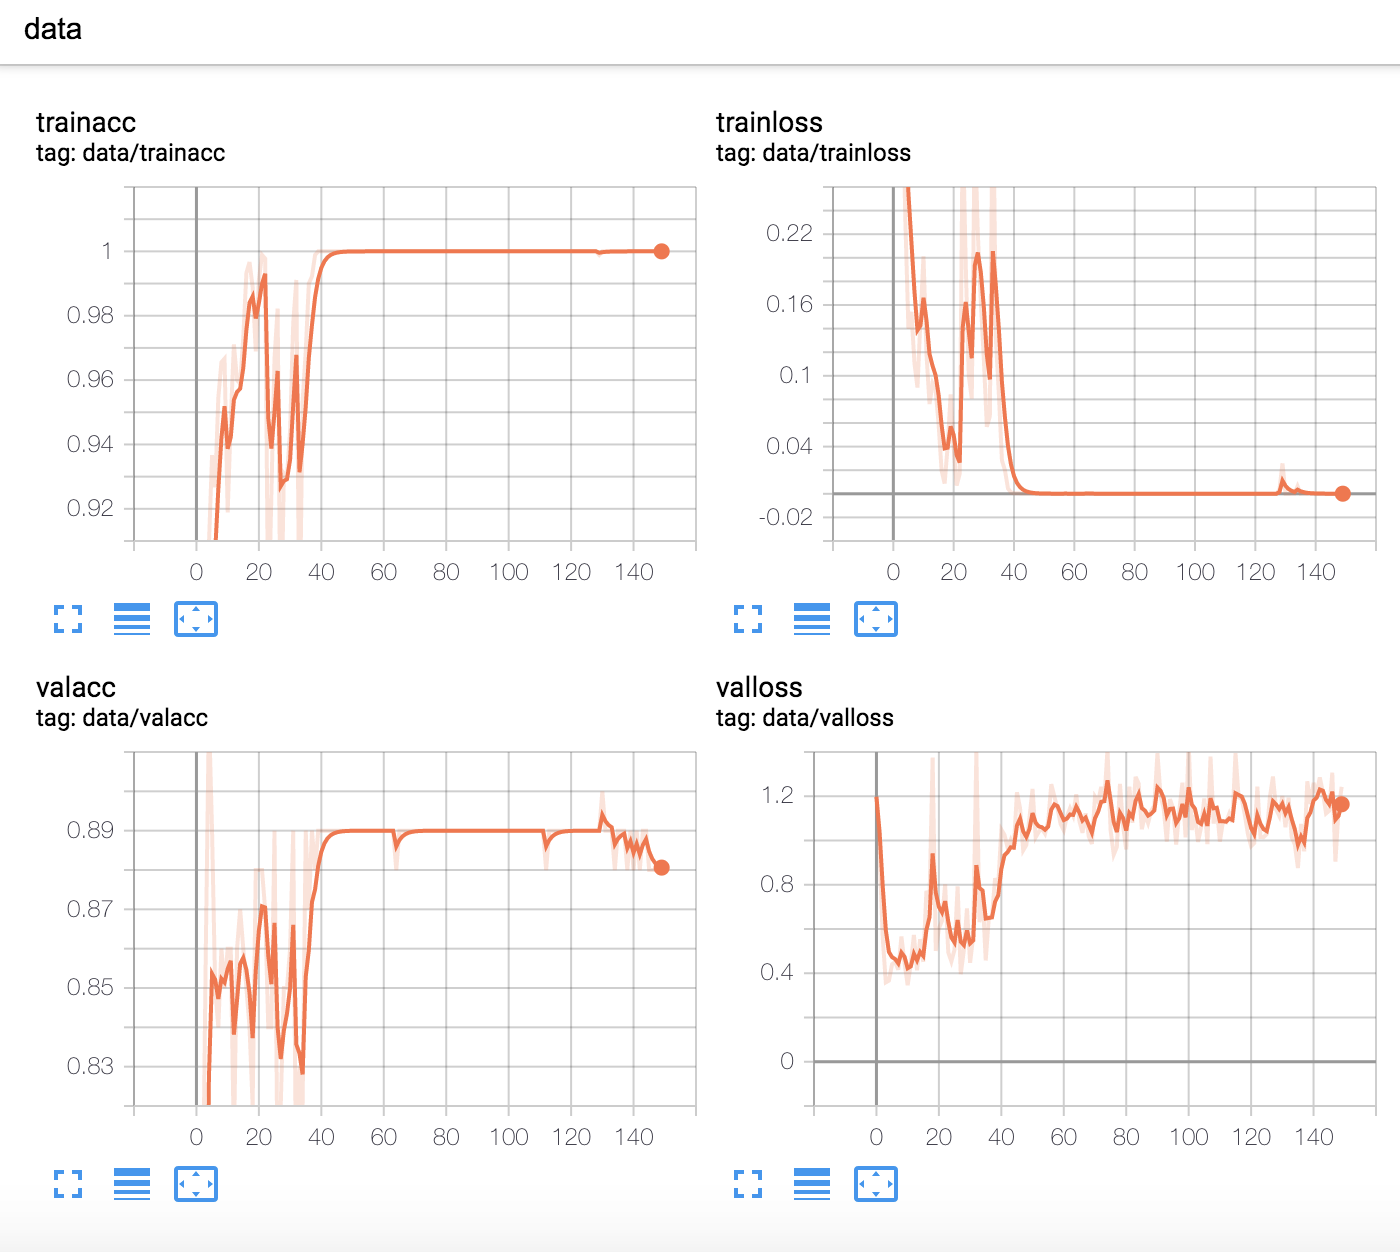 data
trainacc
tag: data/trainacc
1
0.98
0.96
0.94
0.92
0 20 40 60 80 100 120 140
trainloss
tag: data/trainloss
0.22
0.16
0.1
0.04
-0.02
0 20 40 60 80 100 120 140
valacc
tag: data/valacc
0.89
0.87
0.85
0.83
0 20 40 60 80 100 120 140
valloss
tag: data/valloss
1.2
0.8
0.4
0
0 20 40 60 80 100 120 140